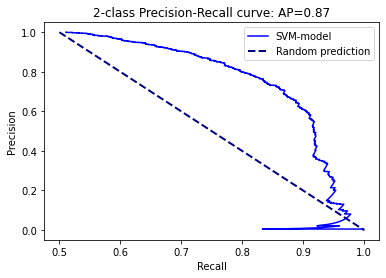 2-class Precision-Recall curve: AP=0.87
SVM-model
Random prediction
Precision
1.0
0.8
0.6
0.4
0.2
0.0
0.5 0.6 0.7 0.8 0.9 1.0
Recall